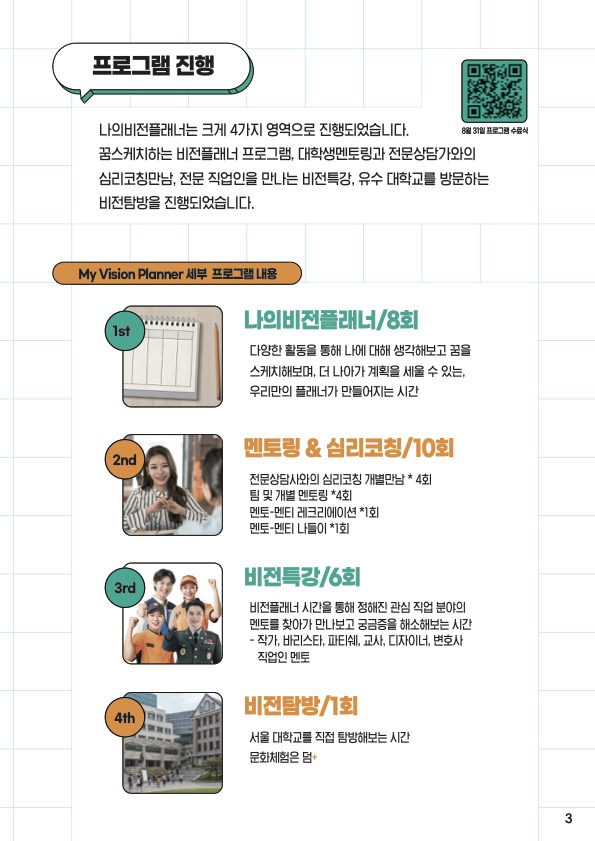 프로그램 진행
8월 31일 프로그램 수료식
나의비전플래너는 크게 4가지 영역으로 진행되었습니다.
꿈스케치하는 비전플래너 프로그램, 대학생멘토링과 전문상담가와의
심리코칭만남, 전문 직업인을 만나는 비전특강, 유수 대학교를 방문하는
비전탐방을 진행되었습니다.
My Vision Planner 세부 프로그램 내용
1st
나의비전플래너/8회
다양한 활동을 통해 나에 대해 생각해보고 꿈을
스케치해보며, 더 나아가 계획을 세울 수 있는,
우리만의 플래너가 만들어지는 시간
2nd
멘토링 & 심리코칭/10회
전문상담사와의 심리코칭 개별만남 * 4회
팀 및 개별 멘토링 *4회
멘토-멘티 레크리에이션 *1회
멘토-멘티 나들이 *1회
3rd
비전특강/6회
비전플래너 시간을 통해 정해진 관심 직업 분야의
멘토를 찾아가 만나보고 궁금증을 해소해보는 시간
- 작가, 바리스타, 파티쉐, 교사, 디자이너, 변호사
직업인 멘토
4th
비전탐방/1회
서울 대학교를 직접 탐방해보는 시간
문화체험은 덤+
3